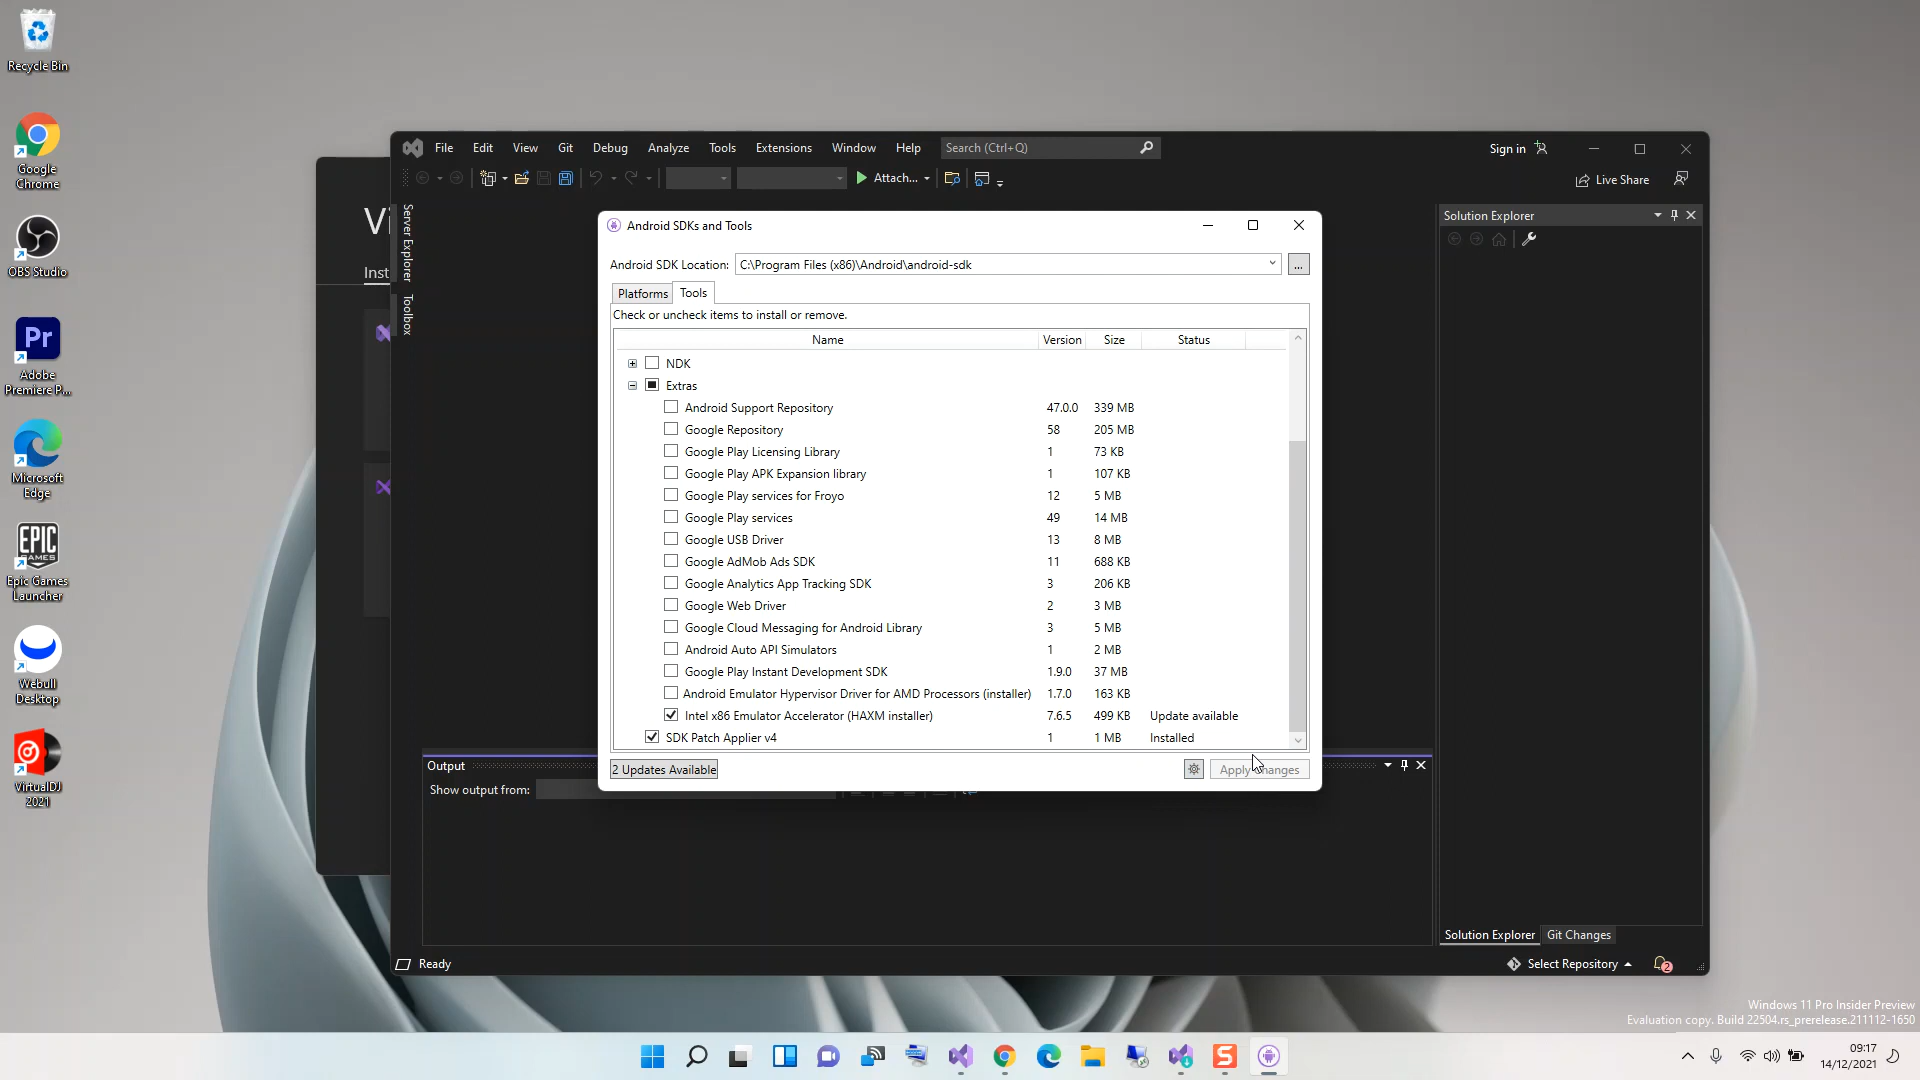 Recycle Bin
Google
Chrome
OBS Studio
Pr
Adobe
Premiere P...
Microsoft
Edge
EPIC
GAMES
Epic Games
Launcher
Webull
Desktop
VirtualDJ
2021
Inst
File Edit View Git Debug Analyze Tools Extensions Window Help Search (Ctrl+Q) Sign in
Attach... Live Share
Server Explorer
Toolbox
Android SDKs and Tools
Android SDK Location: C:\Program Files (x86)\Android\android-sdk ...
Platforms Tools
Check or uncheck items to install or remove.
Name Version Size Status
NDK
Extras
Android Support Repository 47.0.0 339 MB
Google Repository 58 205 MB
Google Play Licensing Library 1 73 KB
Google Play APK Expansion library 1 107 KB
Google Play services for Froyo 12 5 MB
Google Play services 49 14 MB
Google USB Driver 13 8 MB
Google AdMob Ads SDK 11 688 KB
Google Analytics App Tracking SDK 3 206 KB
Google Web Driver 2 3 MB
Google Cloud Messaging for Android Library 3 5 MB
Android Auto API Simulators 1 2 MB
Google Play Instant Development SDK 1.9.0 37 MB
Android Emulator Hypervisor Driver for AMD Processors (installer) 1.7.0 163 KB
Intel x86 Emulator Accelerator (HAXM installer) 7.6.5 499 KB Update available
SDK Patch Applier v4 1 1 MB Installed
2 Updates Available Apply Changes
Solution Explorer
Output
Show output from:
Solution Explorer Git Changes
Ready
Select Repository 2
Windows 11 Pro Insider Preview
Evaluation copy. Build 22504.rs_prerelease.211112-1650
09:17
14/12/2021